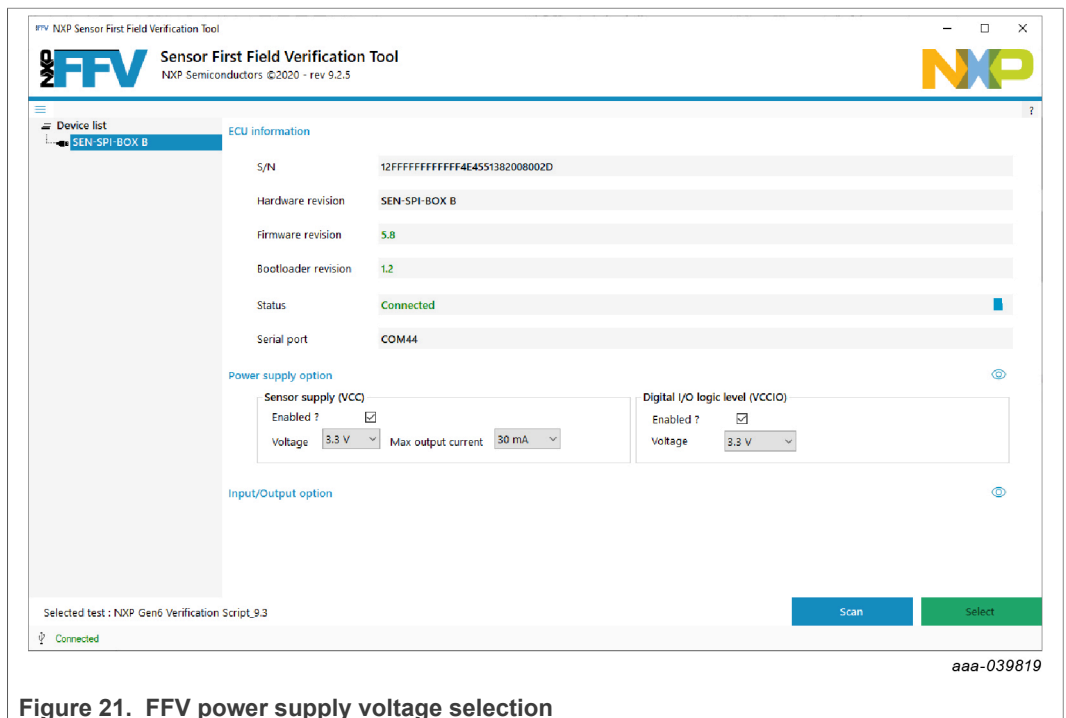 FFV NXP Sensor First Field Verification Tool
NXP FFV
Sensor First Field Verification Tool
NXP Semiconductors ©2020 - rev 9.2.5
NXP
?
Device list
SEN-SPI-BOX B
ECU information
S/N 12FFFFFFFFFFFF4E4551382008002D
Hardware revision SEN-SPI-BOX B
Firmware revision 5.8
Bootloader revision 1.2
Status Connected
Serial port COM44
Power supply option
Sensor supply (VCC) Digital I/O logic level (VCCIO)
Enabled ? Enabled ?
Voltage 3.3 V Max output current 30 mA Voltage 3.3 V
Input/Output option
Selected test : NXP Gen6 Verification Script_9.3 Scan Select
Connected
aaa-039819
Figure 21. FFV power supply voltage selection